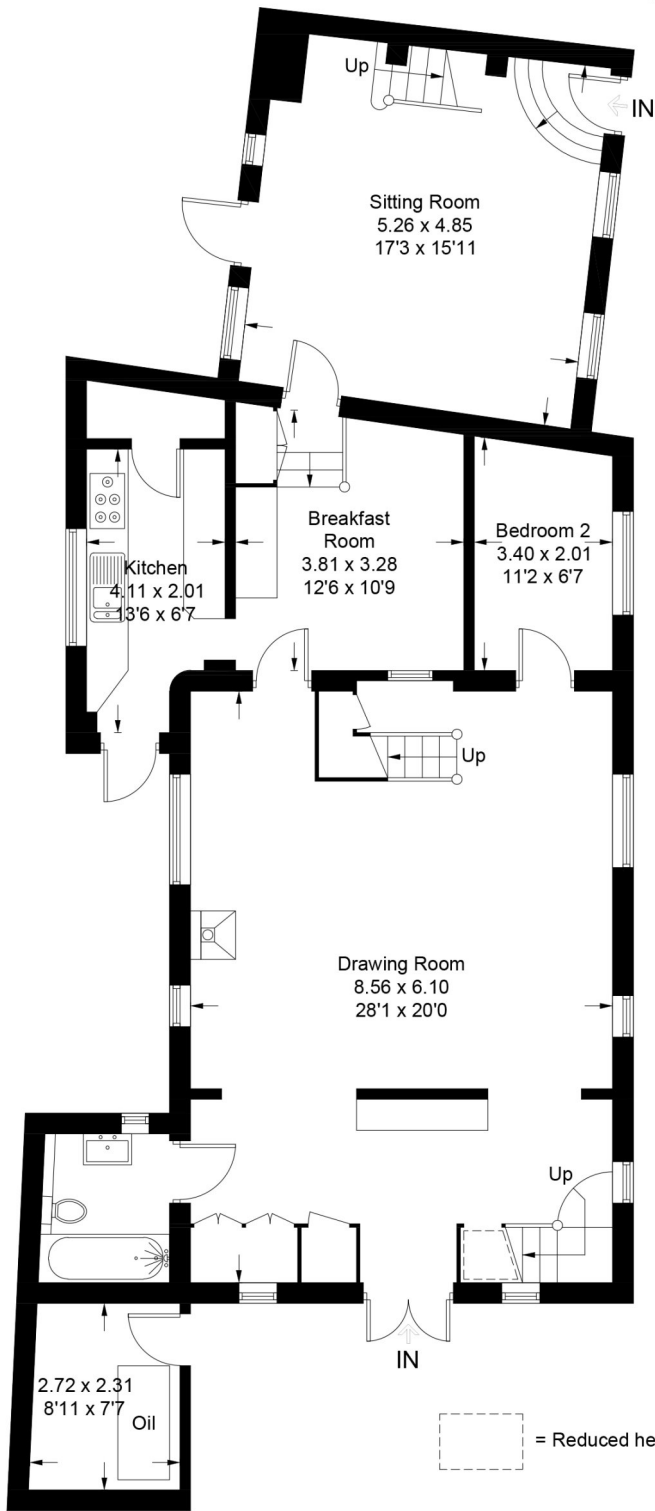 Up
IN
Sitting Room
5.26 x 4.85
17'3 x 15'11
Kitchen
4.11 x 2.01
13'6 x 6'7
Breakfast
Room
3.81 x 3.28
12'6 x 10'9
Bedroom 2
3.40 x 2.01
11'2 x 6'7
Up
Drawing Room
8.56 x 6.10
28'1 x 20'0
Up
IN
2.72 x 2.31
8'11 x 7'7
Oil
= Reduced he